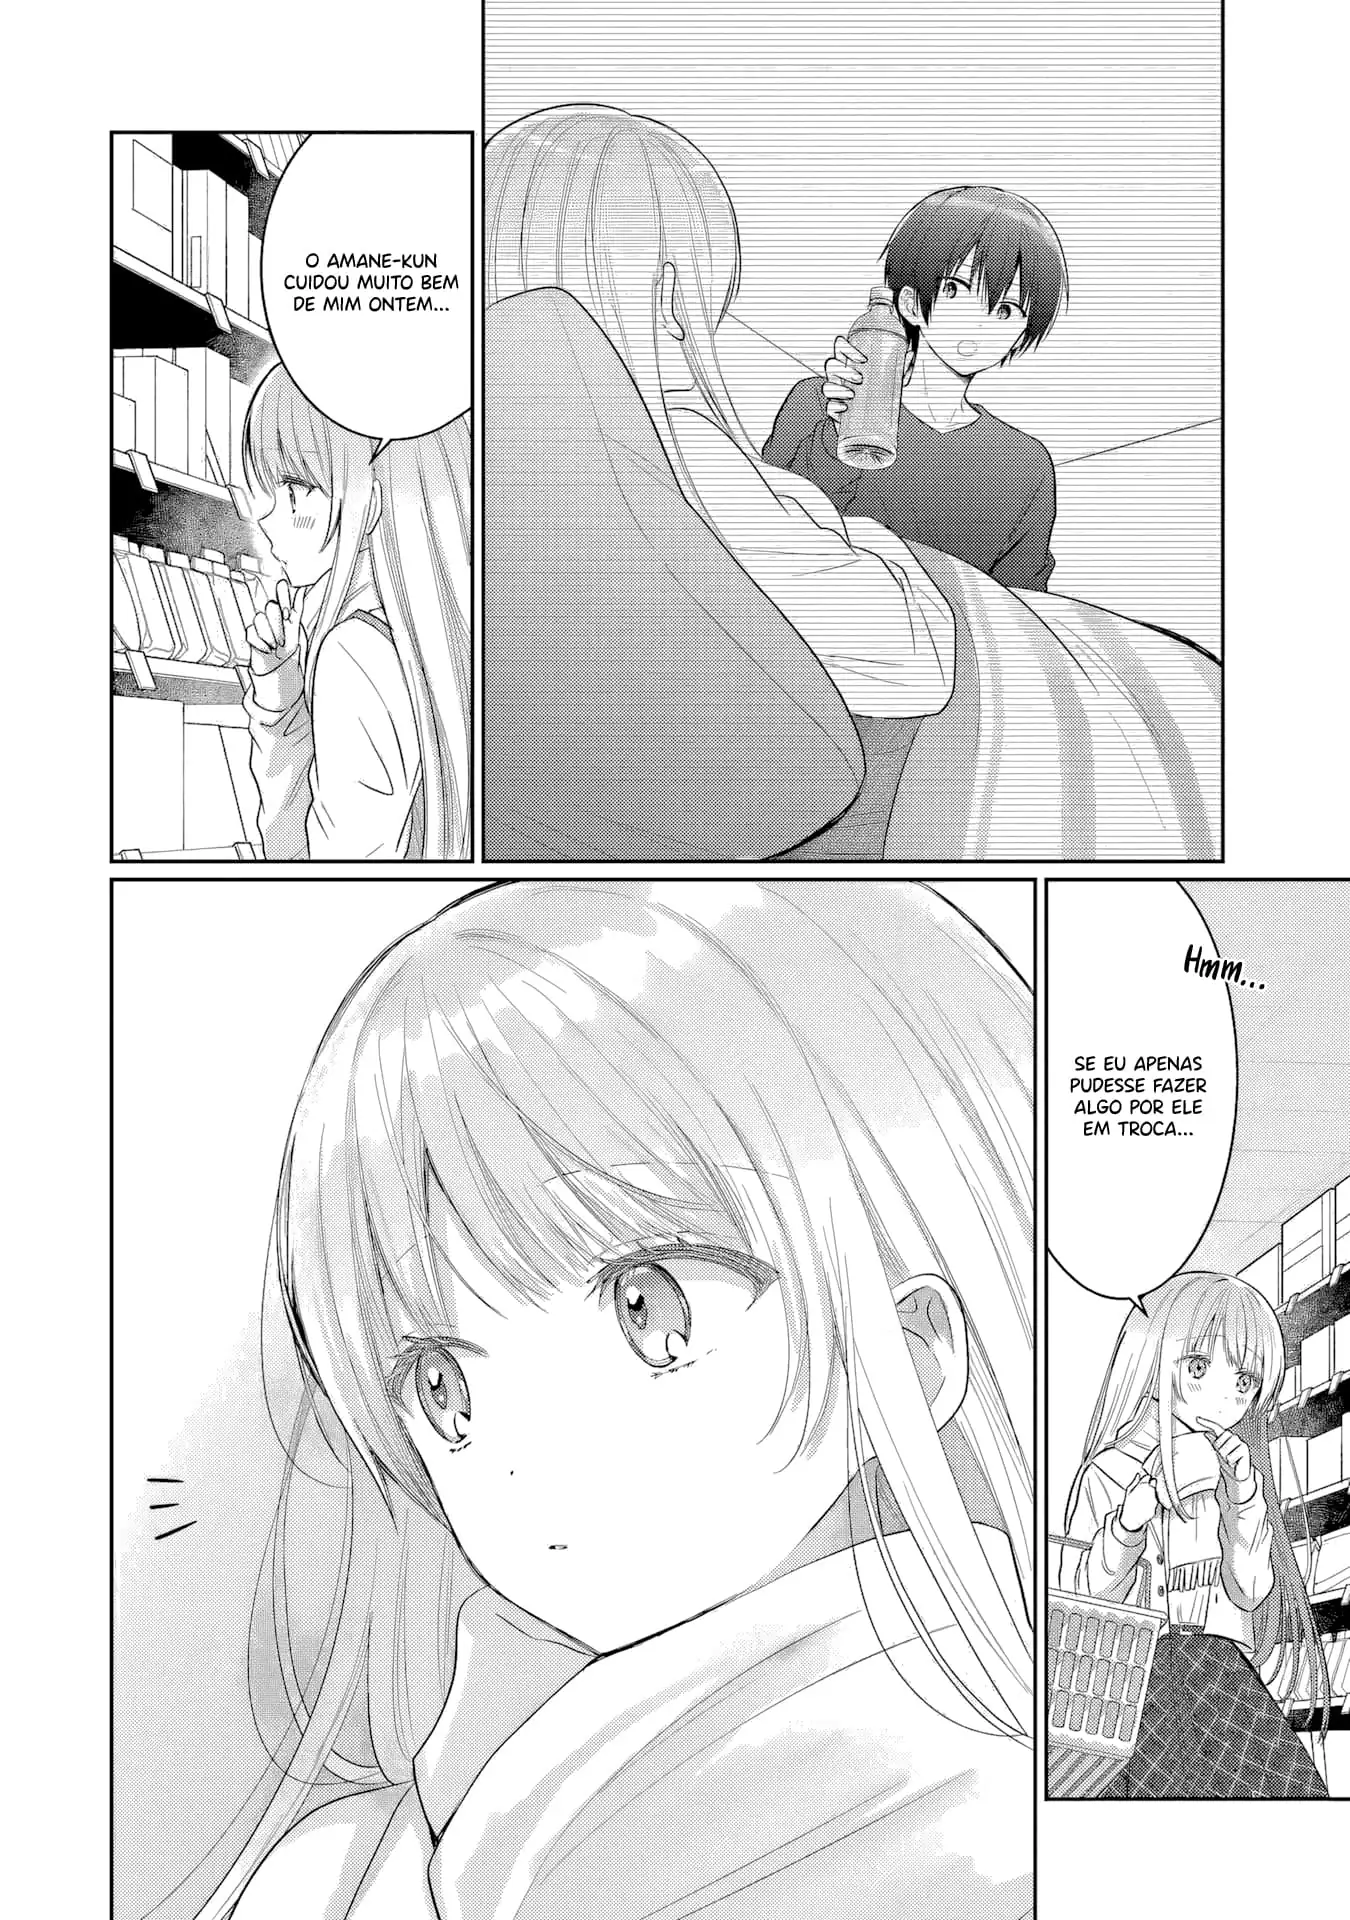 O AMANE-KUN
CUIDOU MUITO BEM
DE MIM ONTEM...
Hmm...
SE EU APENAS
PUDESSE FAZER
ALGO POR ELE
EM TROCA...